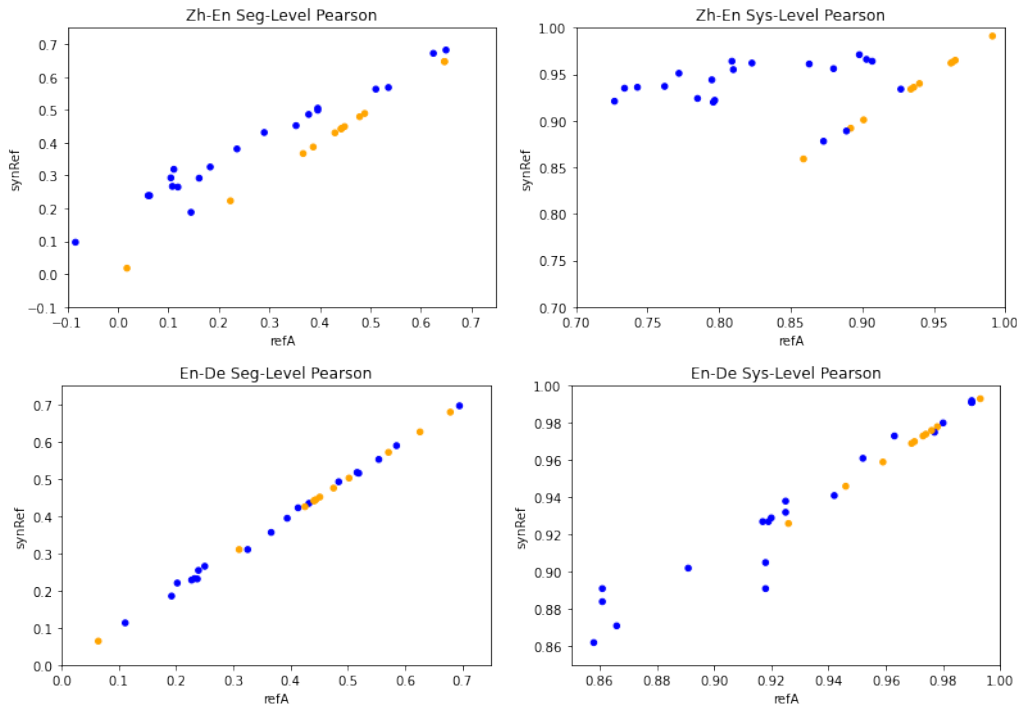 Zh-En Seg-Level Pearson
0.7
0.6
0.5
0.4
0.3
0.2
0.1
0.0
−0.1
synRef
−0.1 0.0 0.1 0.2 0.3 0.4 0.5 0.6 0.7
refA
Zh-En Sys-Level Pearson
1.00
0.95
0.90
0.85
0.80
0.75
0.70
synRef
0.70 0.75 0.80 0.85 0.90 0.95 1.00
refA
En-De Seg-Level Pearson
0.7
0.6
0.5
0.4
0.3
0.2
0.1
0.0
synRef
0.0 0.1 0.2 0.3 0.4 0.5 0.6 0.7
refA
En-De Sys-Level Pearson
1.00
0.98
0.96
0.94
0.92
0.90
0.88
0.86
synRef
0.86 0.88 0.90 0.92 0.94 0.96 0.98 1.00
refA